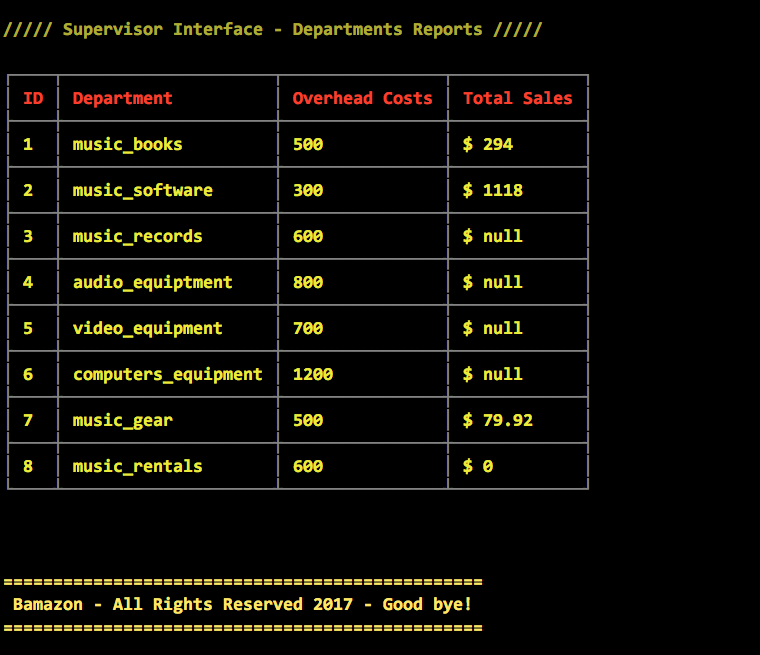 ///// Supervisor Interface - Departments Reports /////
ID Department Overhead Costs Total Sales
1 music_books 500 $ 294
2 music_software 300 $ 1118
3 music_records 600 $ null
4 audio_equiptment 800 $ null
5 video_equipment 700 $ null
6 computers_equipment 1200 $ null
7 music_gear 500 $ 79.92
8 music_rentals 600 $ 0
================================================
Bamazon - All Rights Reserved 2017 - Good bye!
================================================